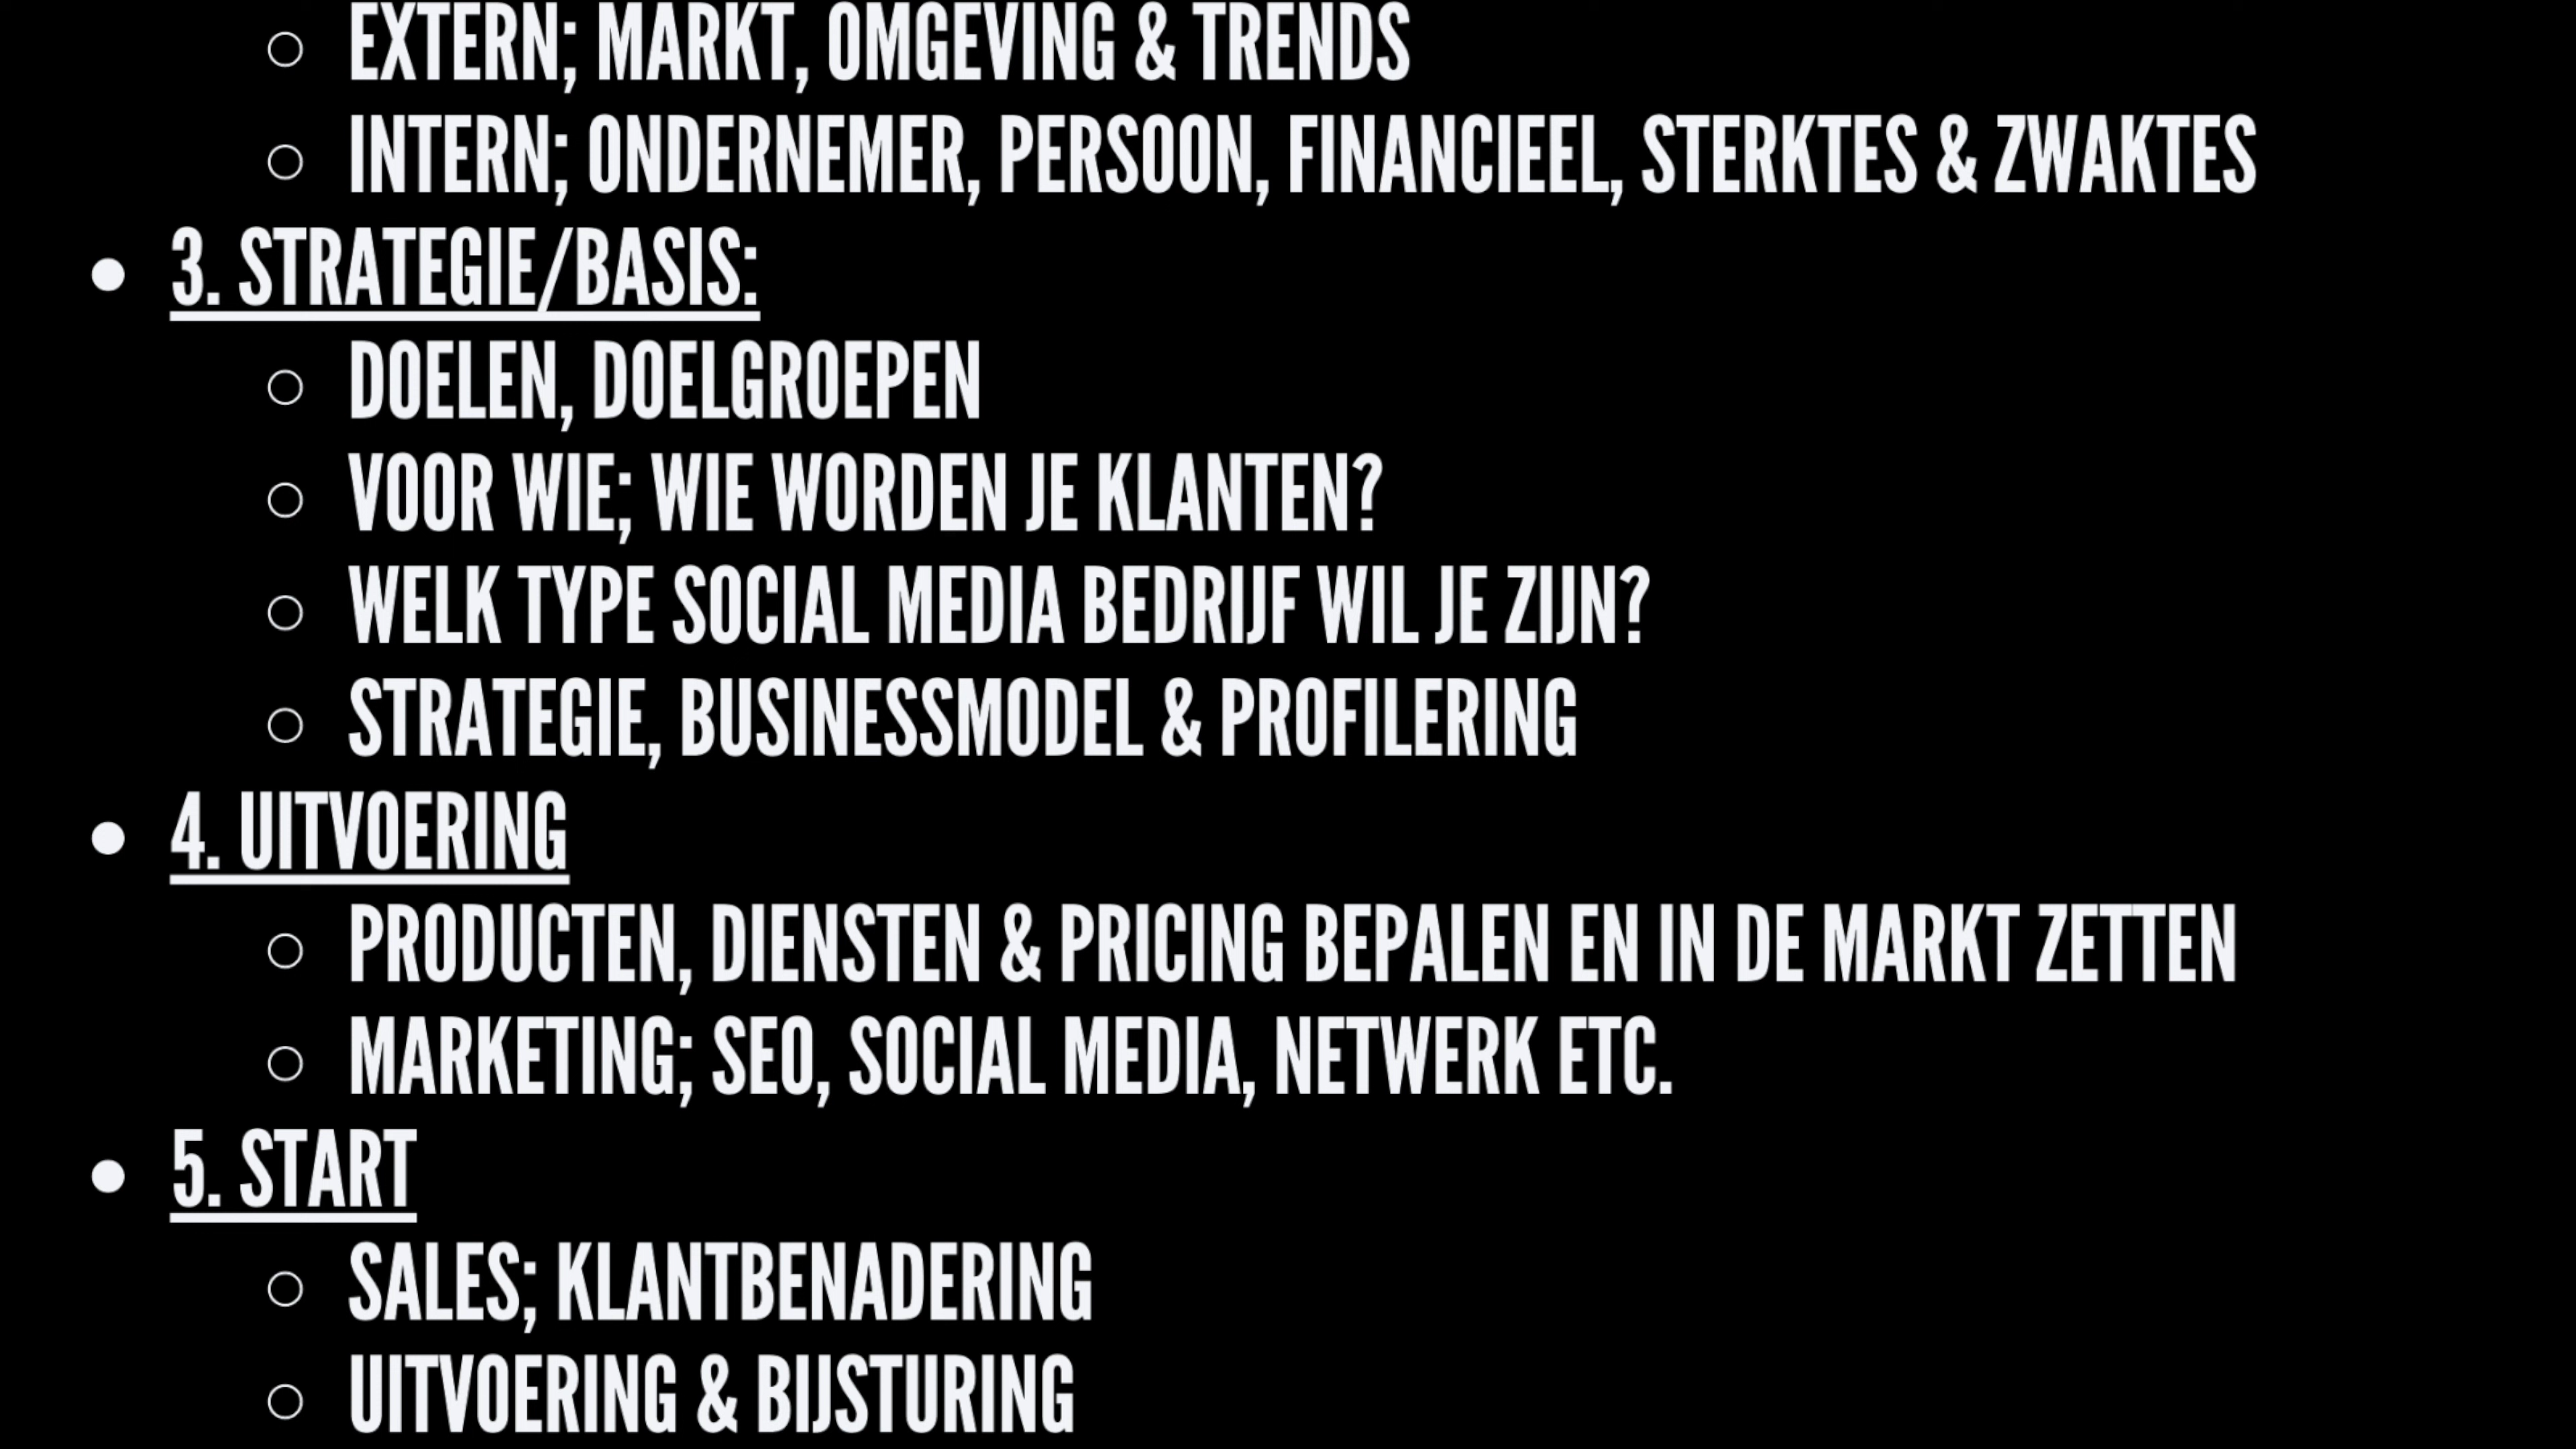 ○ EXTERN; MARKT, OMGEVING & TRENDS
○ INTERN; ONDERNEMER, PERSOON, FINANCIEEL, STERKTES & ZWAKTES
● 3. STRATEGIE/BASIS:
○ DOELEN, DOELGROEPEN
○ VOOR WIE; WIE WORDEN JE KLANTEN?
○ WELK TYPE SOCIAL MEDIA BEDRIJF WIL JE ZIJN?
○ STRATEGIE, BUSINESSMODEL & PROFILERING
● 4. UITVOERING
○ PRODUCTEN, DIENSTEN & PRICING BEPALEN EN IN DE MARKT ZETTEN
○ MARKETING; SEO, SOCIAL MEDIA, NETWERK ETC.
● 5. START
○ SALES; KLANTBENADERING
○ UITVOERING & BIJSTURING